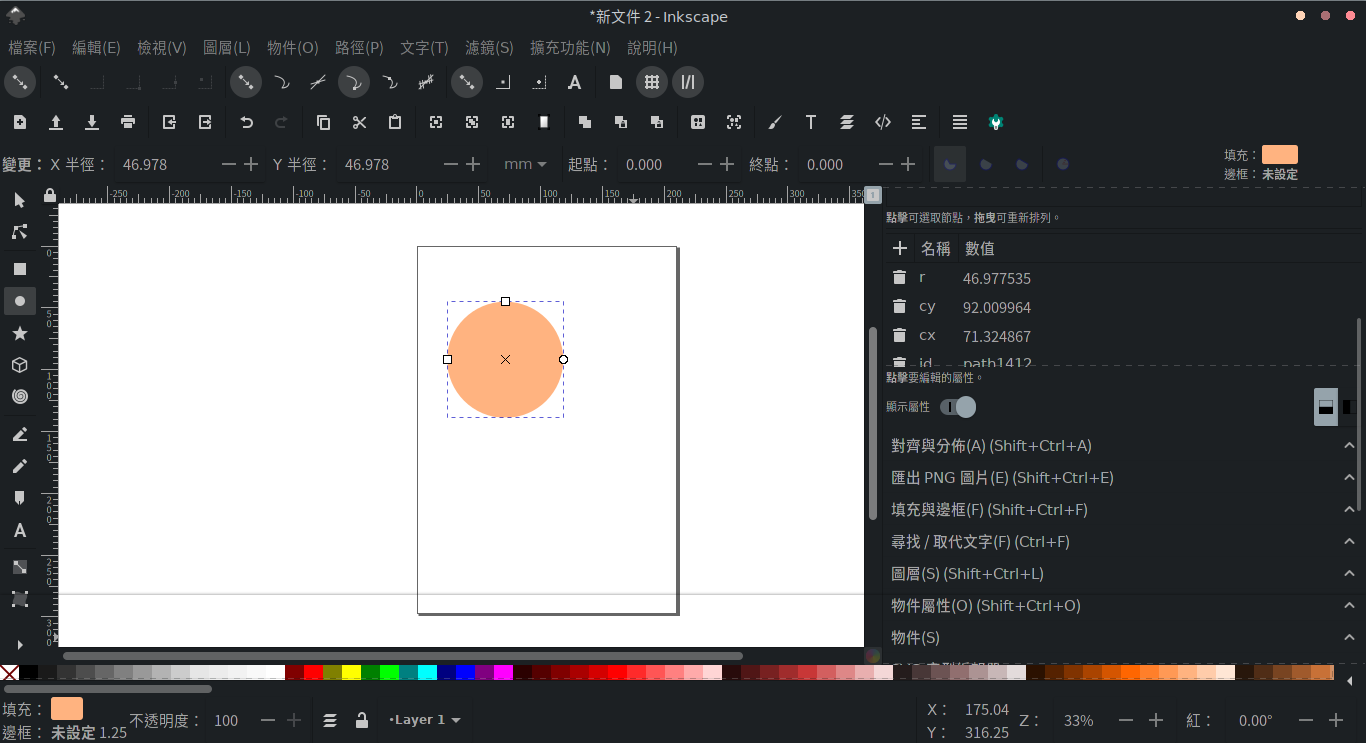 *新文件 2 - Inkscape
檔案(F) 編輯(E) 檢視(V) 圖層(L) 物件(O) 路徑(P) 文字(T) 濾鏡(S) 擴充功能(N) 說明(H)
變更： X 半徑： 46.978 Y 半徑： 46.978 mm 起點： 0.000 終點： 0.000
填充：
邊框： 未設定
-250 -200 -150 -100 -50 0 50 100 150 200 250 300 350
1
0
50
100
150
200
250
300
點擊可選取節點，拖曳可重新排列。
名稱 數值
r 46.977535
cy 92.009964
cx 71.324867
id path1412
點擊要編輯的屬性。
顯示屬性
對齊與分佈(A) (Shift+Ctrl+A)
匯出 PNG 圖片(E) (Shift+Ctrl+E)
填充與邊框(F) (Shift+Ctrl+F)
尋找 / 取代文字(F) (Ctrl+F)
圖層(S) (Shift+Ctrl+L)
物件屬性(O) (Shift+Ctrl+O)
物件(S)
填充：
邊框： 未設定 1.25
不透明度： 100
•Layer 1
X： 175.04
Y： 316.25
Z： 33%
紅： 0.00°